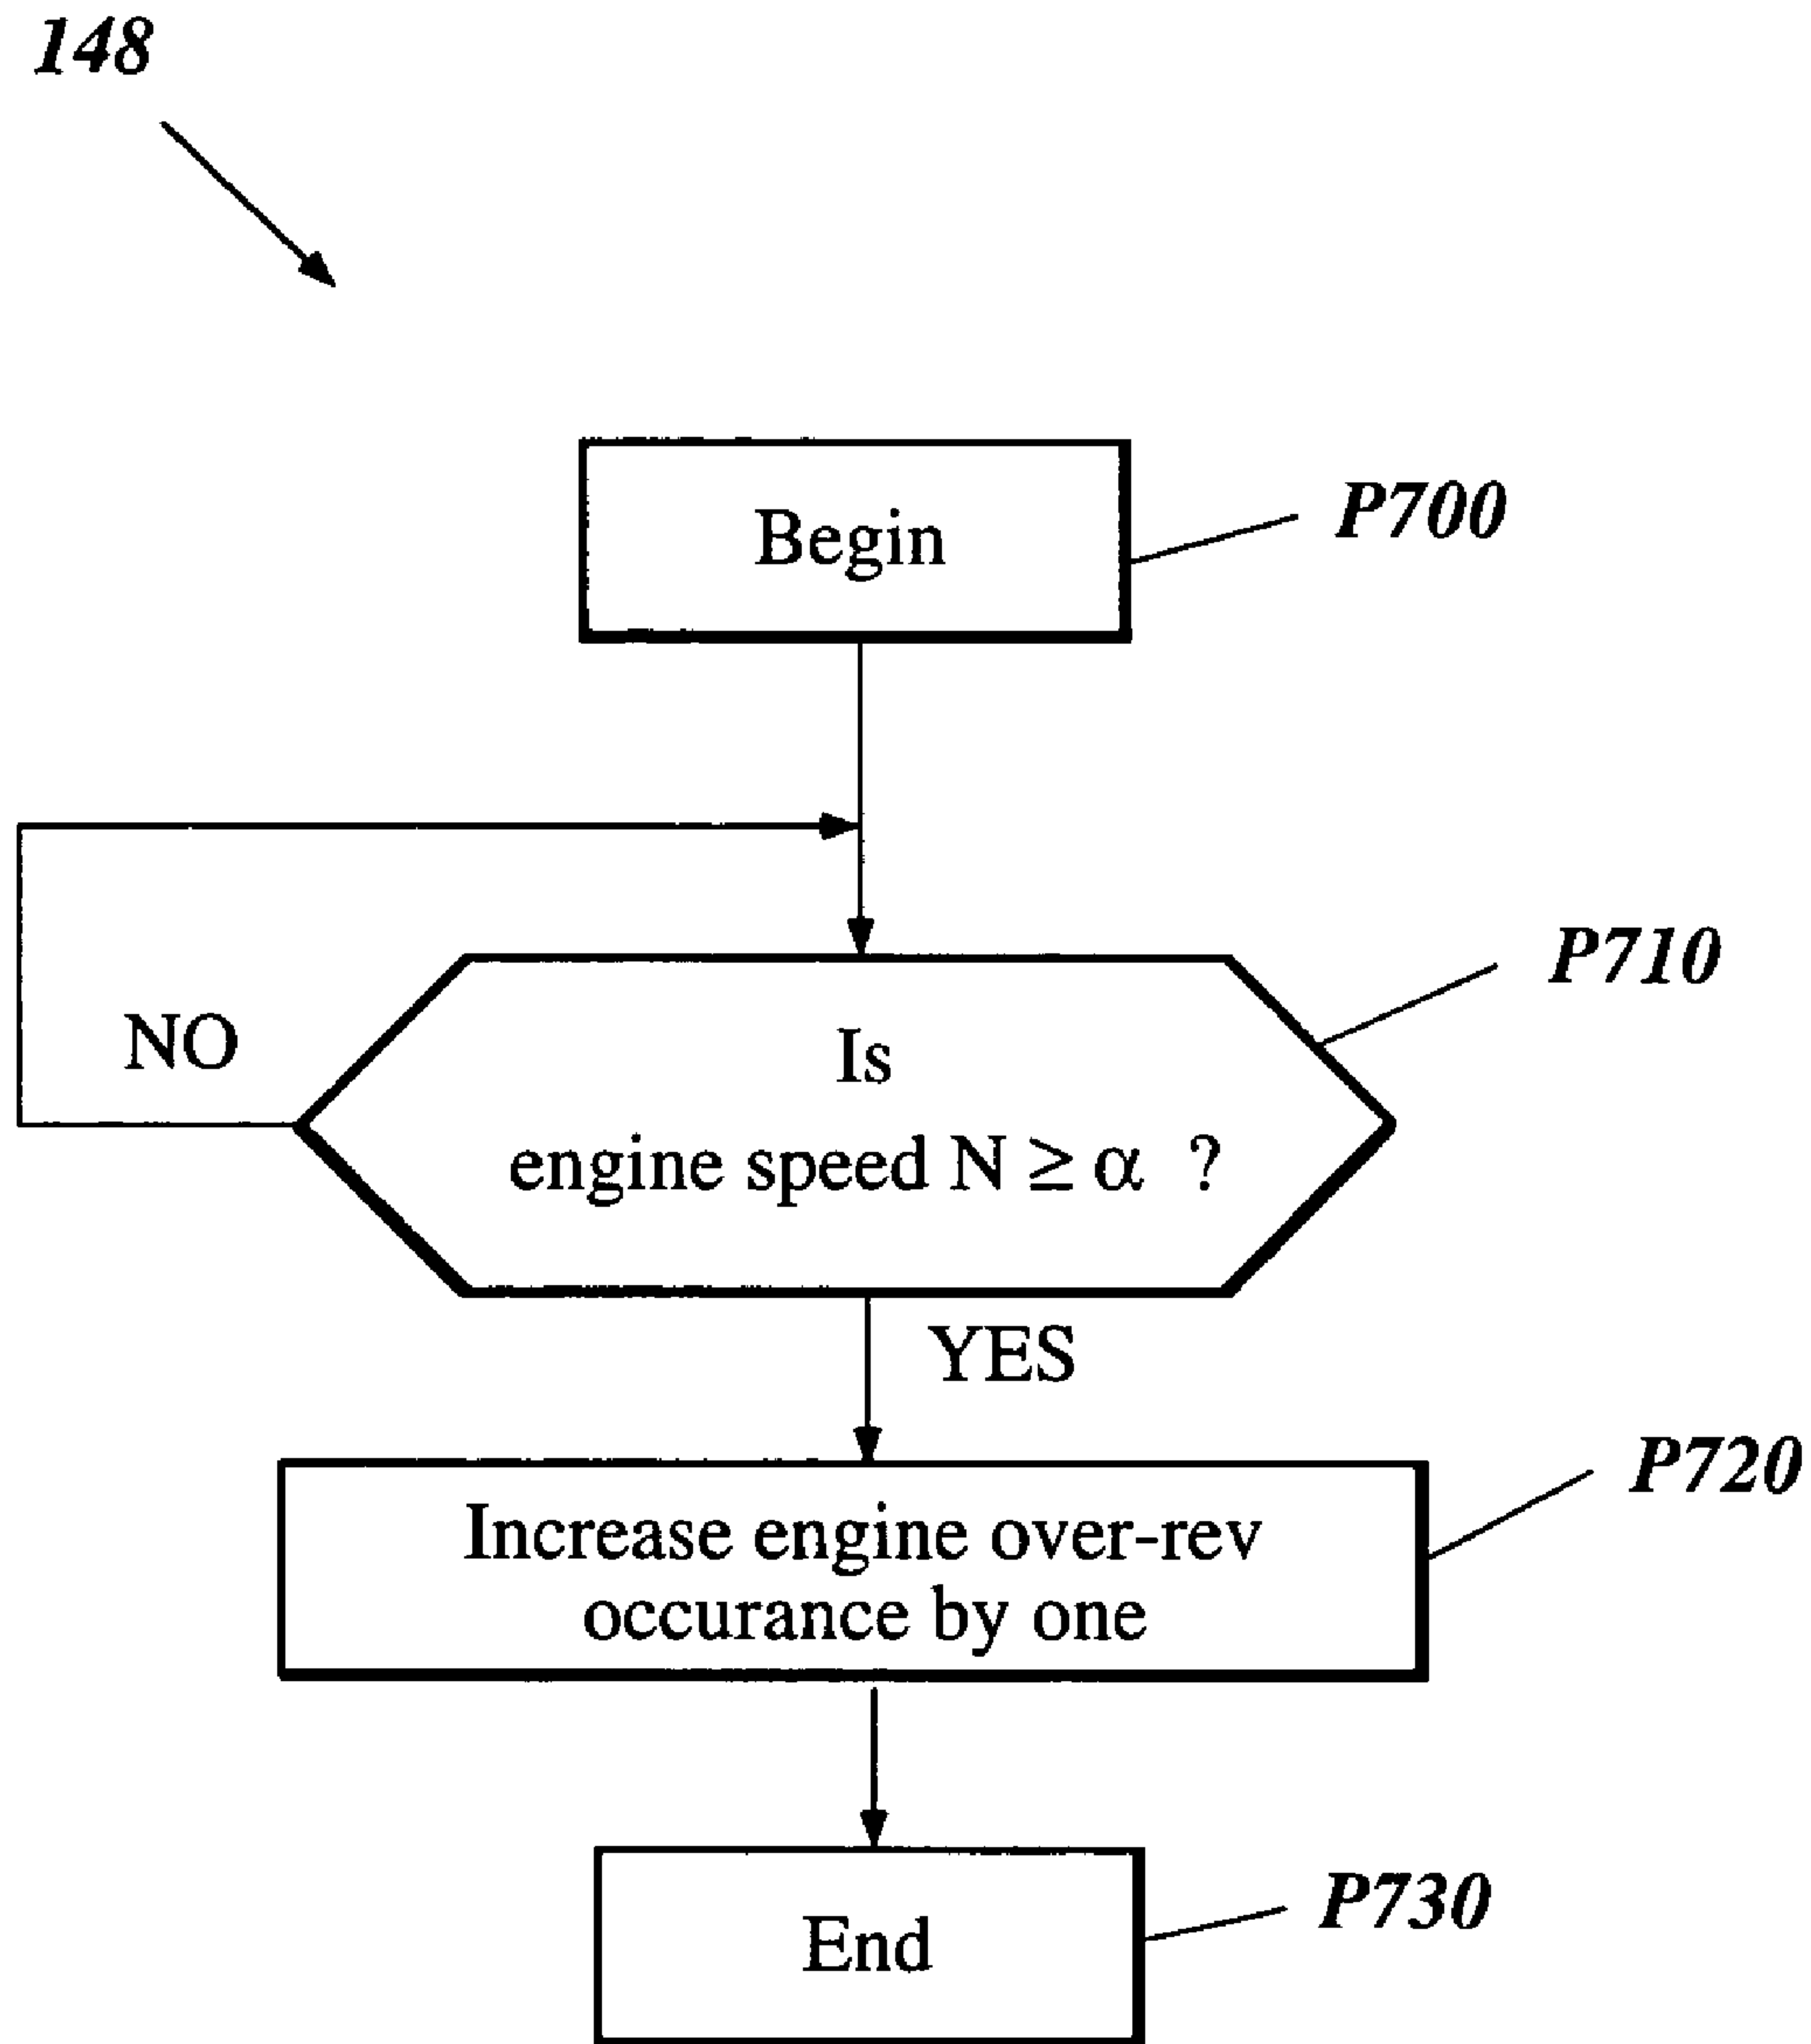 148
Begin
P700
P710
NO
Is
engine speed N ≥ α ?
YES
P720
Increase engine over-rev
occurance by one
End
P730